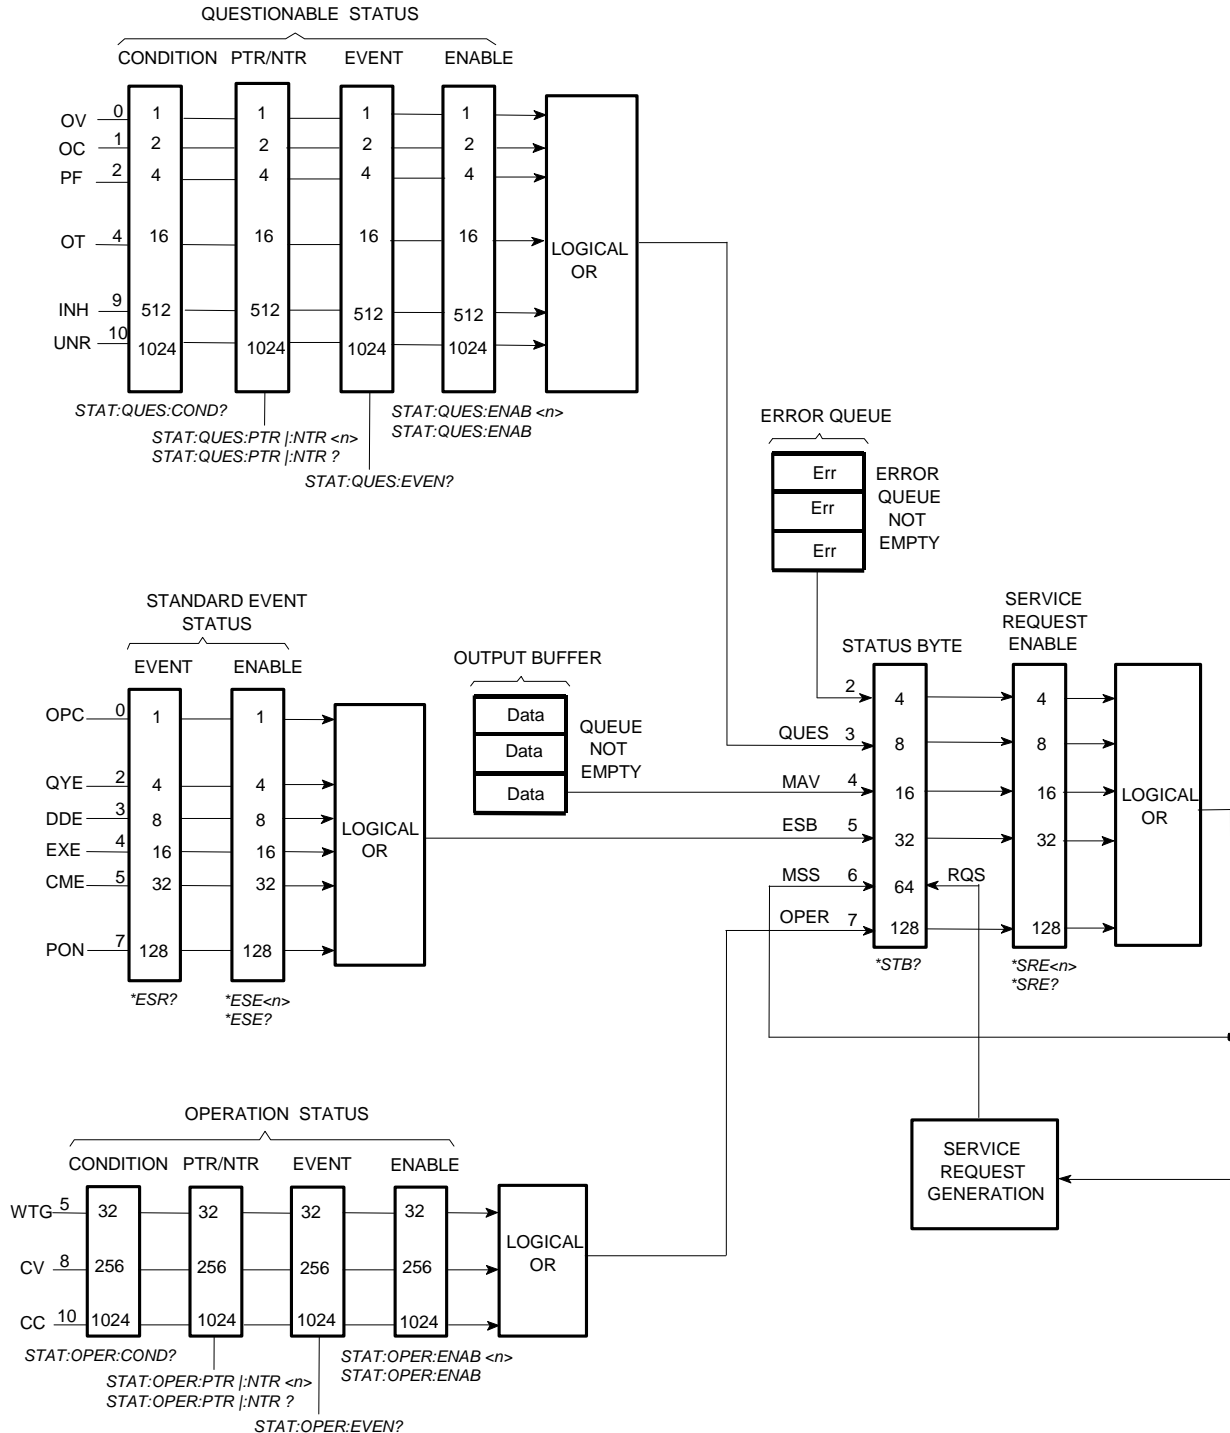 QUESTIONABLE STATUS
CONDITION PTR/NTR EVENT ENABLE
OV 0 1 1 1 1
OC 1 2 2 2 2
PF 2 4 4 4 4
OT 4 16 16 16 16
LOGICAL
OR
INH 9 512 512 512 512
UNR 10 1024 1024 1024 1024
STAT:QUES:COND?
STAT:QUES:PTR |:NTR <n>
STAT:QUES:PTR |:NTR ?
STAT:QUES:EVEN?
STAT:QUES:ENAB <n>
STAT:QUES:ENAB
ERROR QUEUE
Err
Err
Err
ERROR
QUEUE
NOT
EMPTY
STANDARD EVENT
STATUS
EVENT ENABLE
OPC 0 1 1
QYE 2 4 4
DDE 3 8 8
EXE 4 16 16
CME 5 32 32
PON 7 128 128
LOGICAL
OR
*ESR?
*ESE<n>
*ESE?
OUTPUT BUFFER
Data
Data
Data
QUEUE
NOT
EMPTY
STATUS BYTE
SERVICE
REQUEST
ENABLE
2 4 4
QUES 3 8 8
MAV 4 16 16
ESB 5 32 32
MSS 6 64 RQS
OPER 7 128 128
LOGICAL
OR
*STB?
*SRE<n>
*SRE?
SERVICE
REQUEST
GENERATION
OPERATION STATUS
CONDITION PTR/NTR EVENT ENABLE
WTG 5 32 32 32 32
CV 8 256 256 256 256
CC 10 1024 1024 1024 1024
LOGICAL
OR
STAT:OPER:COND?
STAT:OPER:PTR |:NTR <n>
STAT:OPER:PTR |:NTR ?
STAT:OPER:EVEN?
STAT:OPER:ENAB <n>
STAT:OPER:ENAB